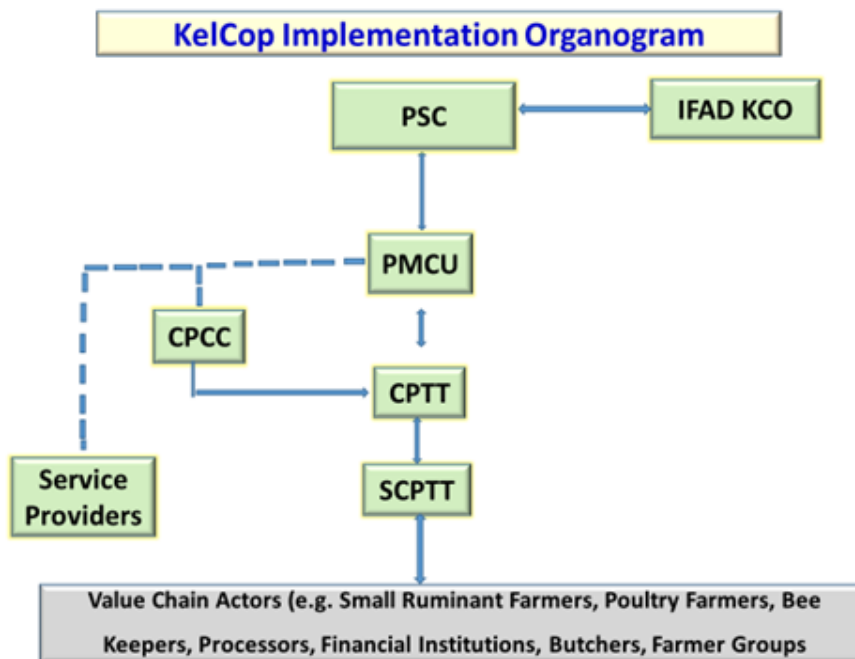 KelCop Implementation Organogram
PSC
IFAD KCO
PMCU
CPCC
CPTT
Service
Providers
SCPTT
Value Chain Actors (e.g. Small Ruminant Farmers, Poultry Farmers, Bee
Keepers, Processors, Financial Institutions, Butchers, Farmer Groups